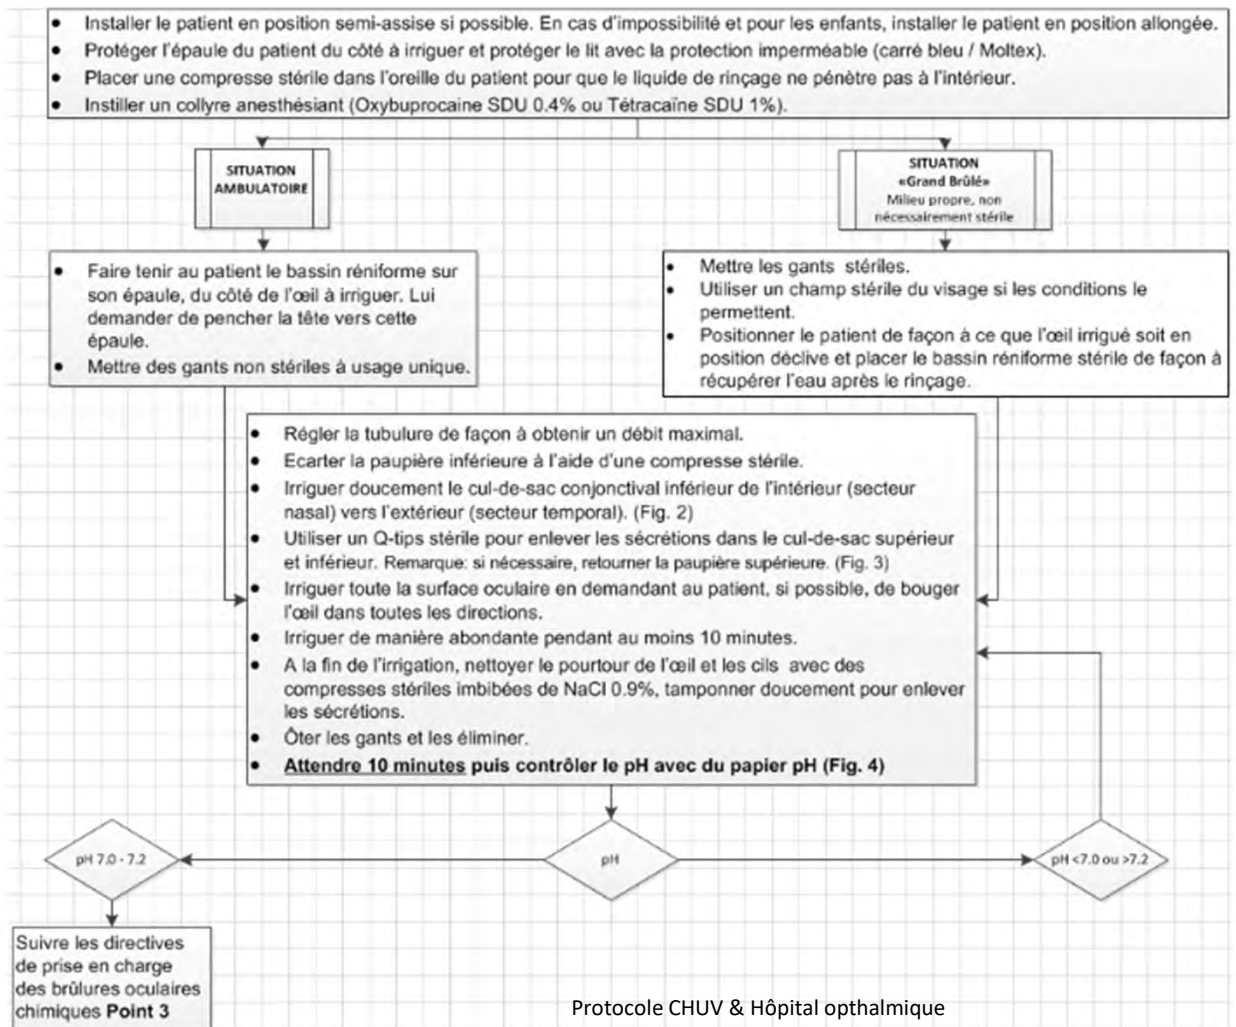 • Installer le patient en position semi-assise si possible. En cas d'impossibilité et pour les enfants, installer le patient en position allongée.
• Protéger l'épaule du patient du côté à irriguer et protéger le lit avec la protection imperméable (carré bleu / Moltex).
• Placer une compresse stérile dans l'oreille du patient pour que le liquide de rinçage ne pénètre pas à l'intérieur.
• Instiller un collyre anesthésiant (Oxybuprocaine SDU 0.4% ou Tétracaïne SDU 1%).
SITUATION
AMBULATOIRE
• Faire tenir au patient le bassin réniforme sur
son épaule, du côté de l'œil à irriguer. Lui
demander de pencher la tête vers cette
épaule.
• Mettre des gants non stériles à usage unique.
SITUATION
«Grand Brûlé»
Milieu propre, non
nécessairement stérile
• Mettre les gants stériles.
• Utiliser un champ stérile du visage si les conditions le
permettent.
• Positionner le patient de façon à ce que l'œil irrigué soit en
position déclive et placer le bassin réniforme stérile de façon à
récupérer l'eau après le rinçage.
• Régler la tubulure de façon à obtenir un débit maximal.
• Ecarter la paupière inférieure à l'aide d'une compresse stérile.
• Irriguer doucement le cul-de-sac conjonctival inférieur de l'intérieur (secteur
nasal) vers l'extérieur (secteur temporal). (Fig. 2)
• Utiliser un Q-tips stérile pour enlever les sécrétions dans le cul-de-sac supérieur
et inférieur. Remarque: si nécessaire, retourner la paupière supérieure. (Fig. 3)
• Irriguer toute la surface oculaire en demandant au patient, si possible, de bouger
l'œil dans toutes les directions.
• Irriguer de manière abondante pendant au moins 10 minutes.
• A la fin de l'irrigation, nettoyer le pourtour de l'œil et les cils avec des
compresses stériles imbibées de NaCl 0.9%, tamponner doucement pour enlever
les sécrétions.
• Ôter les gants et les éliminer.
• Attendre 10 minutes puis contrôler le pH avec du papier pH (Fig. 4)
pH 7.0 - 7.2
pH
pH <7.0 ou >7.2
Suivre les directives
de prise en charge
des brûlures oculaires
chimiques Point 3
Protocole CHUV & Hôpital opthalmique